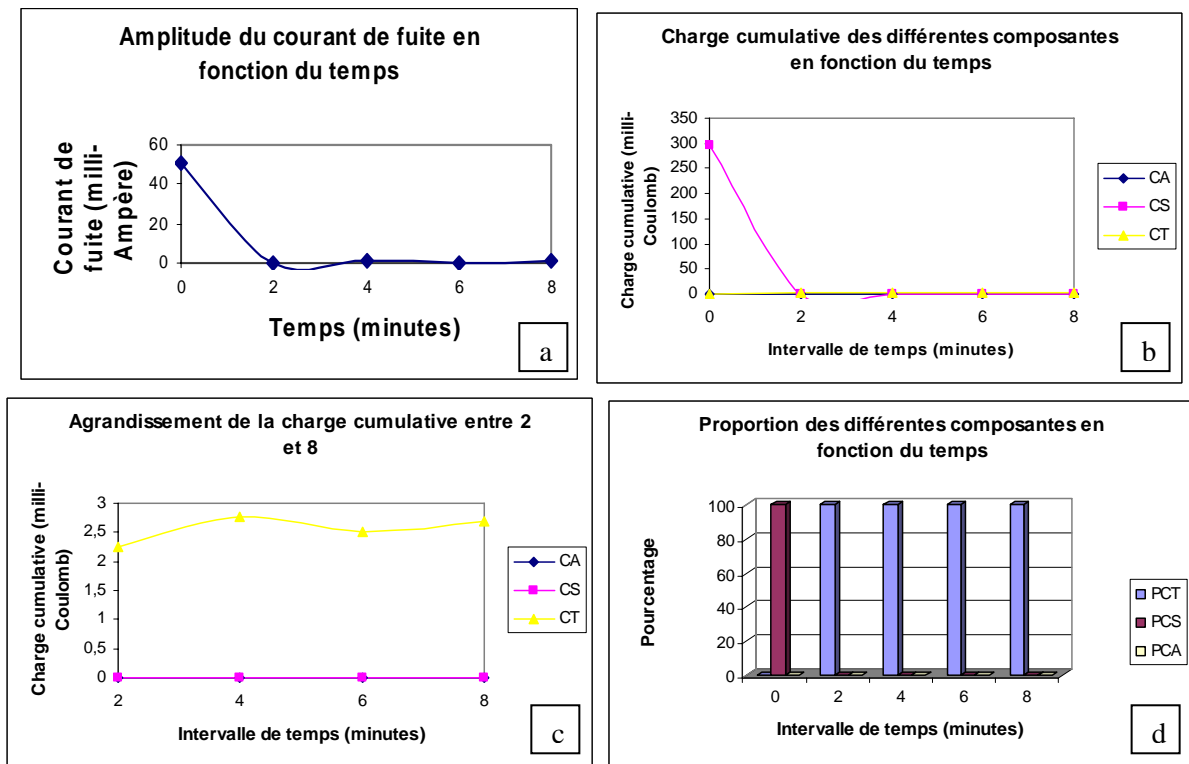 Amplitude du courant de fuite en
fonction du temps
Courant de
fuite (milli-
Ampère)
60
40
20
0
0 2 4 6 8
Temps (minutes)
a
Charge cumulative des différentes composantes
en fonction du temps
Charge cumulative (milli-
Coulomb)
350
300
250
200
150
100
50
0
0 2 4 6 8
Intervalle de temps (minutes)
CA
CS
CT
b
Agrandissement de la charge cumulative entre 2
et 8
Charge cumulative (milli-
Coulomb)
3
2,5
2
1,5
1
0,5
0
2 4 6 8
Intervalle de temps (minutes)
CA
CS
CT
c
Proportion des différentes composantes en
fonction du temps
Pourcentage
100
80
60
40
20
0
0 2 4 6 8
Intervalle de temps (minutes)
PCT
PCS
PCA
d